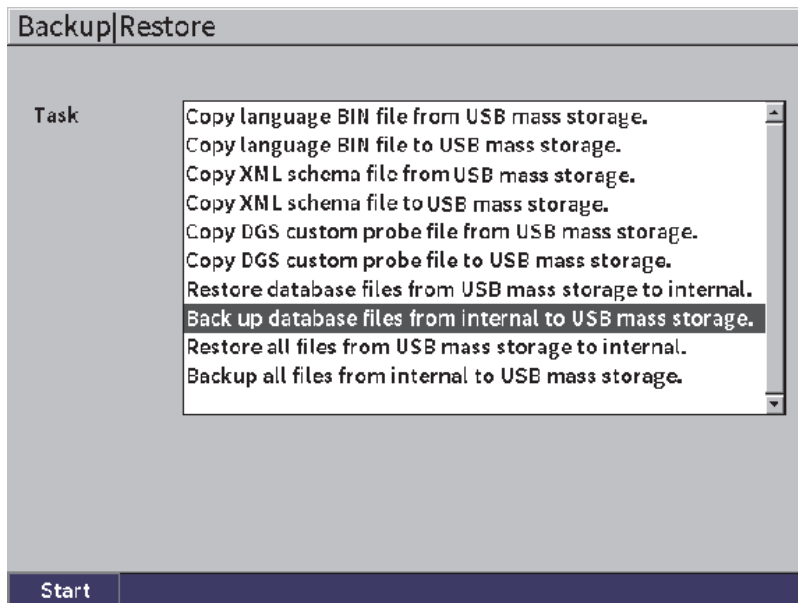 Backup|Restore
Task
Copy language BIN file from USB mass storage.
Copy language BIN file to USB mass storage.
Copy XML schema file from USB mass storage.
Copy XML schema file to USB mass storage.
Copy DGS custom probe file from USB mass storage.
Copy DGS custom probe file to USB mass storage.
Restore database files from USB mass storage to internal.
Back up database files from internal to USB mass storage.
Restore all files from USB mass storage to internal.
Backup all files from internal to USB mass storage.
Start